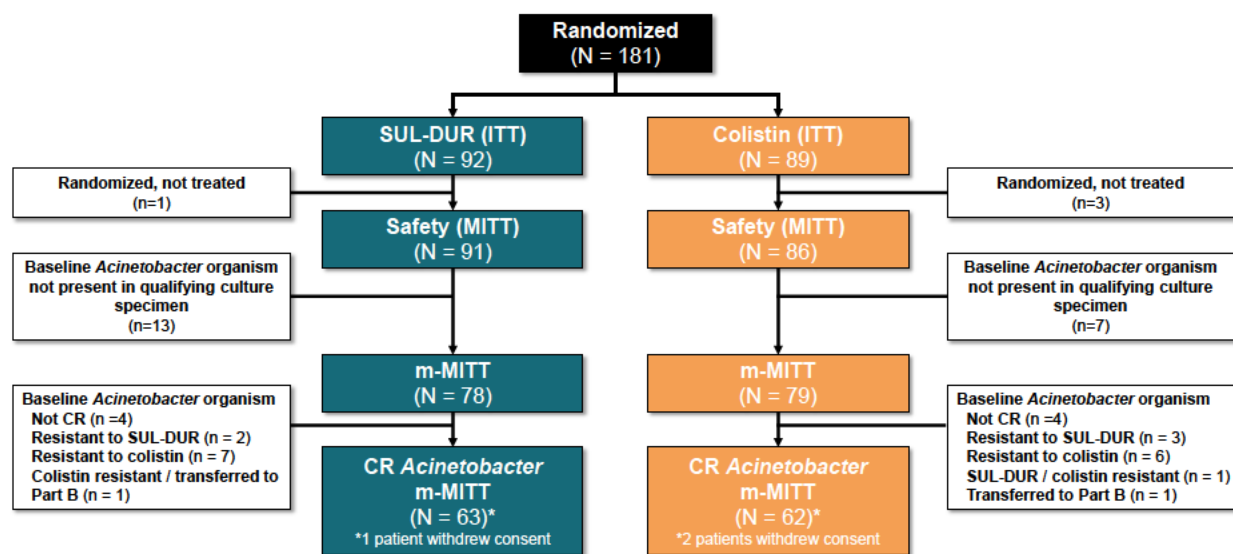 Randomized
(N = 181)
SUL-DUR (ITT)
(N = 92)
Colistin (ITT)
(N = 89)
Randomized, not treated
(n=1)
Randomized, not treated
(n=3)
Safety (MITT)
(N = 91)
Safety (MITT)
(N = 86)
Baseline Acinetobacter organism
not present in qualifying culture
specimen
(n=13)
Baseline Acinetobacter organism
not present in qualifying culture
specimen
(n=7)
m-MITT
(N = 78)
m-MITT
(N = 79)
Baseline Acinetobacter organism
Not CR (n =4)
Resistant to SUL-DUR (n = 2)
Resistant to colistin (n = 7)
Colistin resistant / transferred to
Part B (n = 1)
Baseline Acinetobacter organism
Not CR (n =4)
Resistant to SUL-DUR (n = 3)
Resistant to colistin (n = 6)
SUL-DUR / colistin resistant (n = 1)
Transferred to Part B (n = 1)
CR Acinetobacter
m-MITT
(N = 63)*
*1 patient withdrew consent
CR Acinetobacter
m-MITT
(N = 62)*
*2 patients withdrew consent